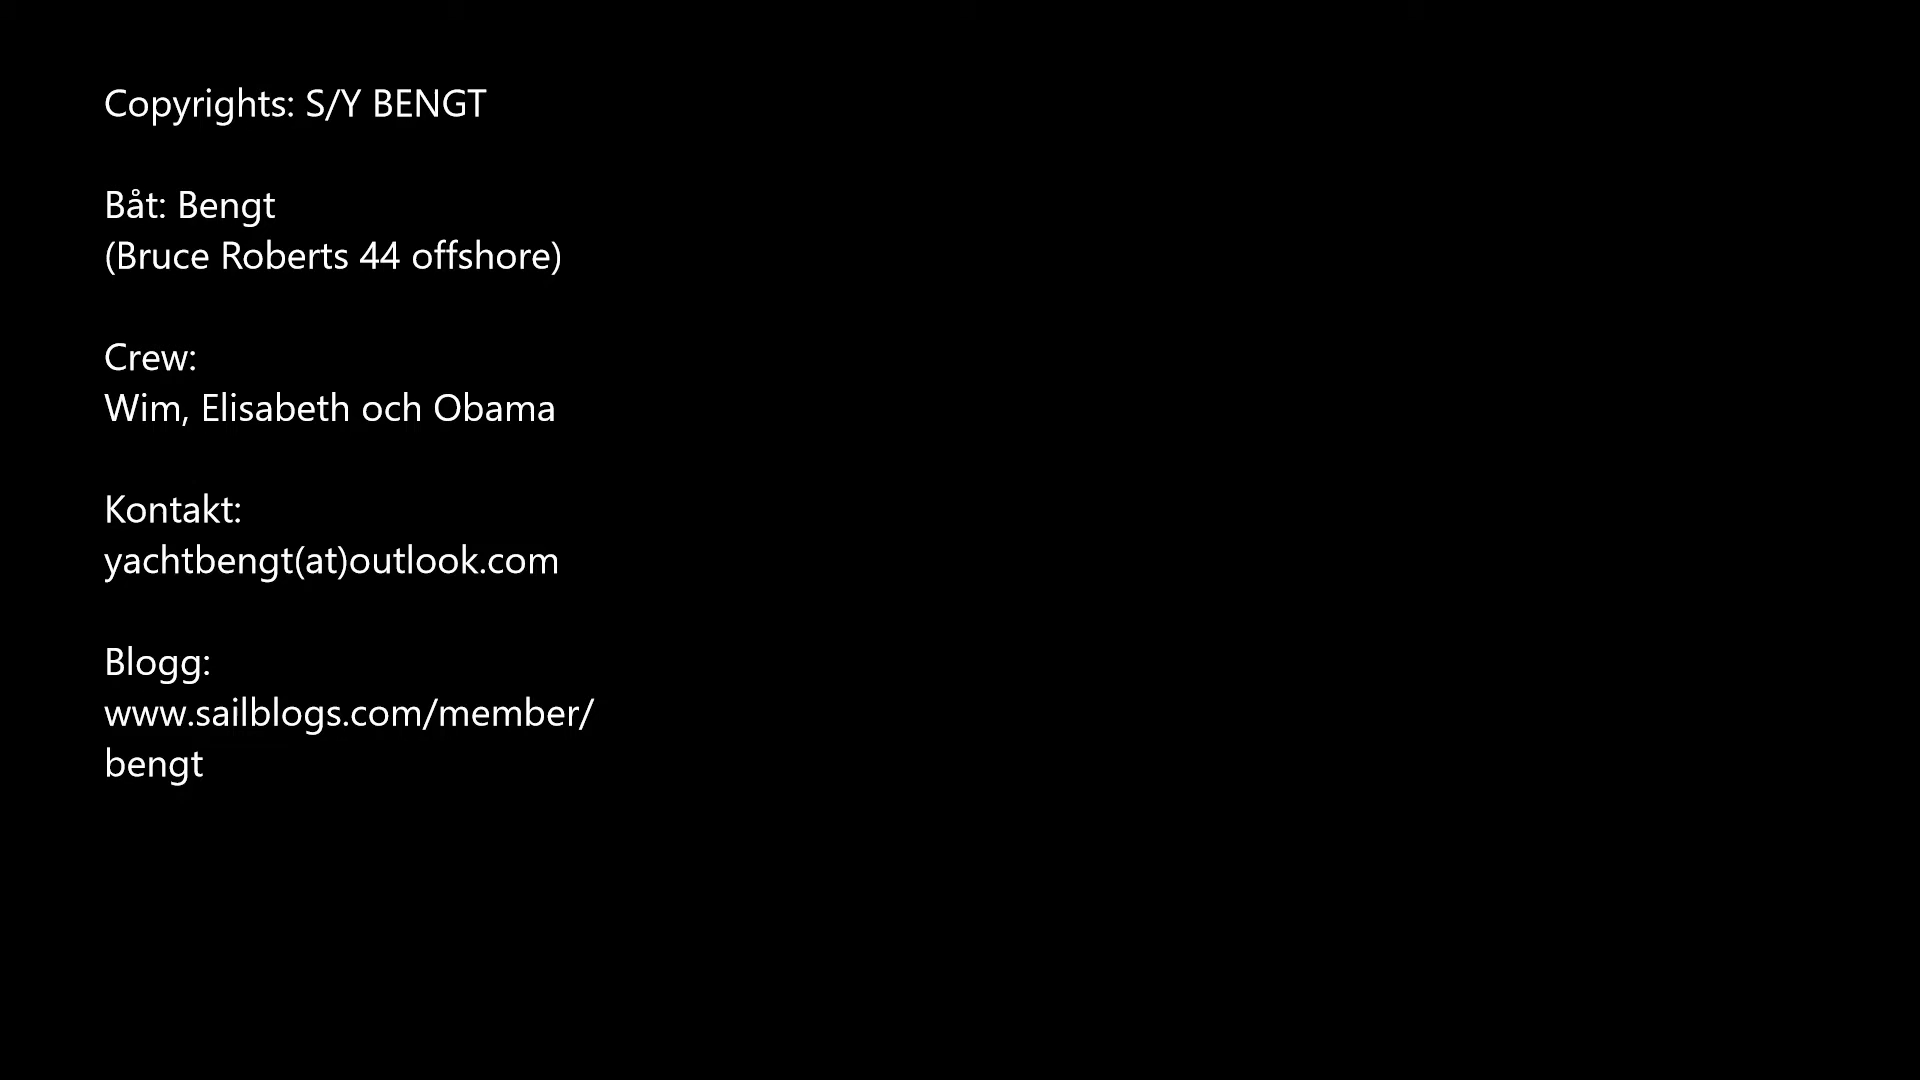 Copyrights: S/Y BENGT
Båt: Bengt
(Bruce Roberts 44 offshore)
Crew:
Wim, Elisabeth och Obama
Kontakt:
yachtbengt(at)outlook.com
Blogg:
www.sailblogs.com/member/
bengt